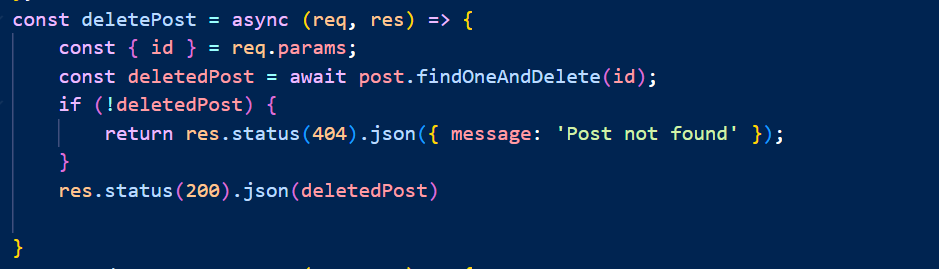 const deletePost = async (req, res) => {
    const { id } = req.params;
    const deletedPost = await post.findOneAndDelete(id);
    if (!deletedPost) {
        return res.status(404).json({ message: 'Post not found' });
    }
    res.status(200).json(deletedPost)

}